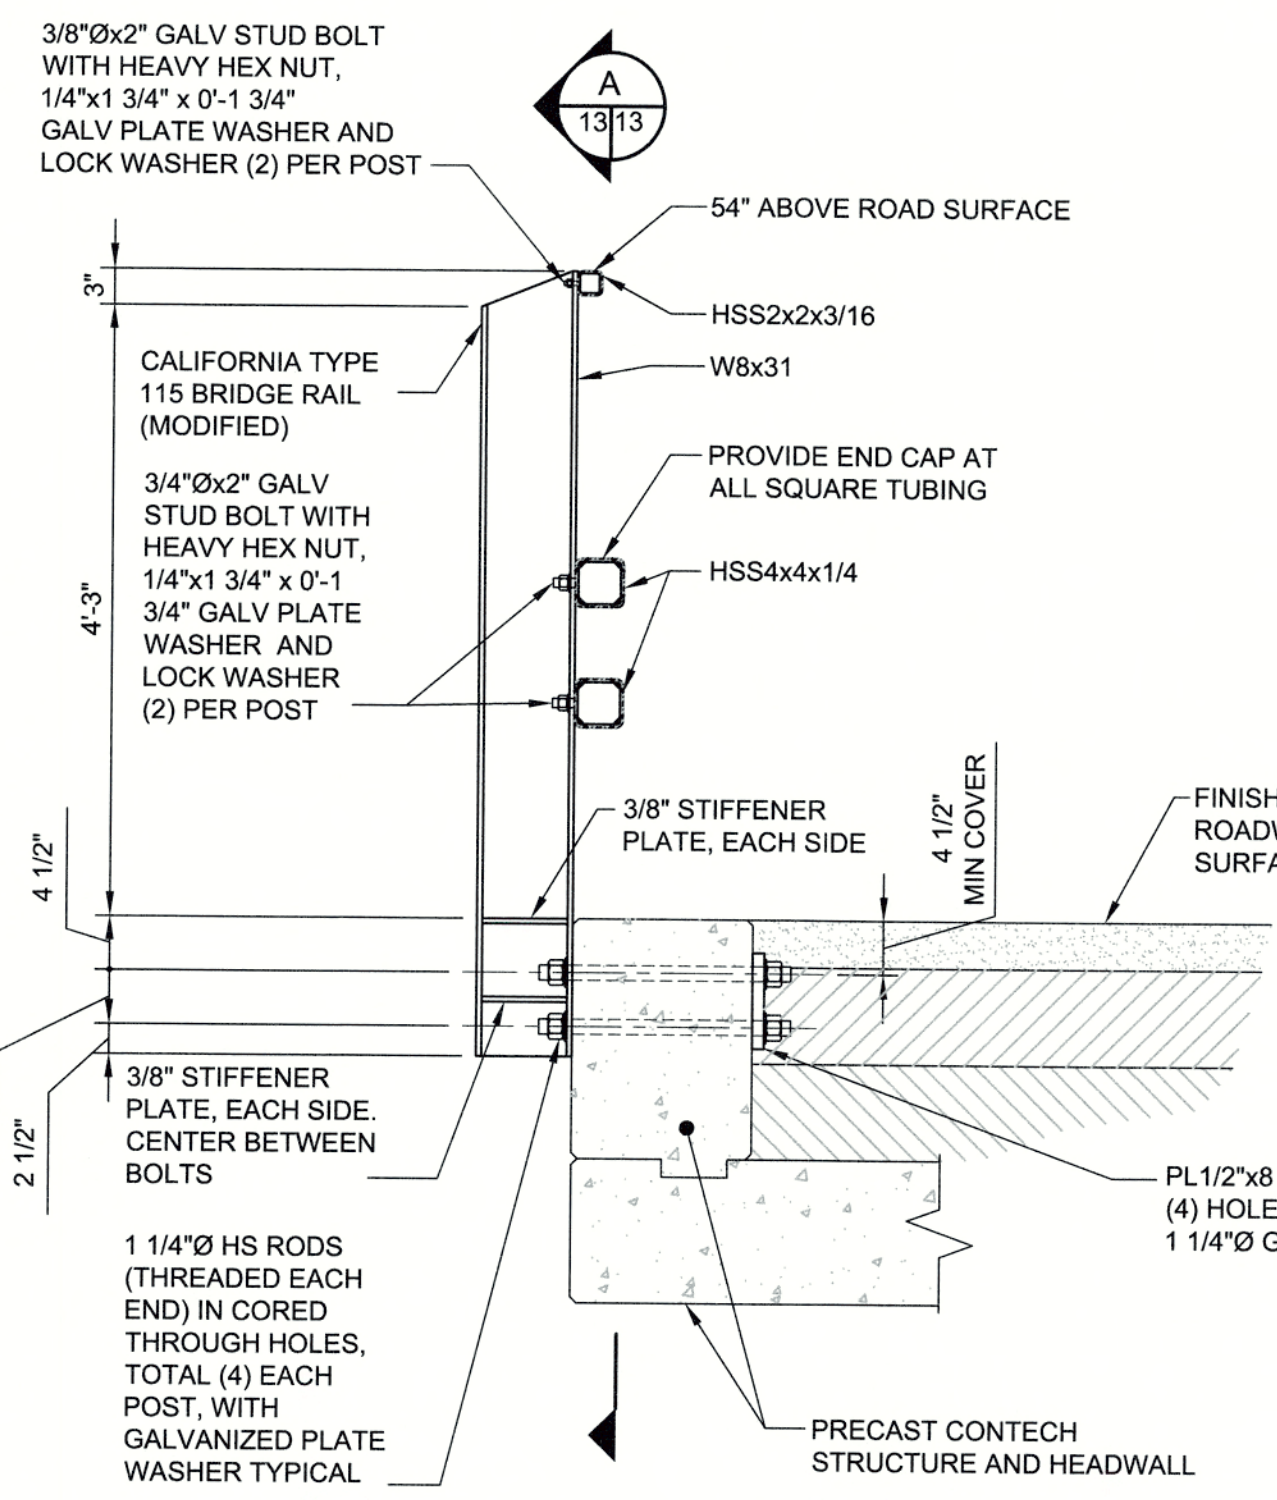 3/8"Øx2" GALV STUD BOLT
WITH HEAVY HEX NUT,
1/4"x1 3/4" x 0'-1 3/4"
GALV PLATE WASHER AND
LOCK WASHER (2) PER POST
A
13 13
54" ABOVE ROAD SURFACE
3"
HSS2x2x3/16
W8x31
CALIFORNIA TYPE
115 BRIDGE RAIL
(MODIFIED)
PROVIDE END CAP AT
ALL SQUARE TUBING
3/4"Øx2" GALV
STUD BOLT WITH
HEAVY HEX NUT,
1/4"x1 3/4" x 0'-1
3/4" GALV PLATE
WASHER AND
LOCK WASHER
(2) PER POST
HSS4x4x1/4
4'-3"
3/8" STIFFENER
PLATE, EACH SIDE
4 1/2"
MIN COVER
FINISH
ROADW
SURFA
4 1/2"
3/8" STIFFENER
PLATE, EACH SIDE.
CENTER BETWEEN
BOLTS
2 1/2"
PL1/2"x8
(4) HOLE
1 1/4"Ø G
1 1/4"Ø HS RODS
(THREADED EACH
END) IN CORED
THROUGH HOLES,
TOTAL (4) EACH
POST, WITH
GALVANIZED PLATE
WASHER TYPICAL
PRECAST CONTECH
STRUCTURE AND HEADWALL